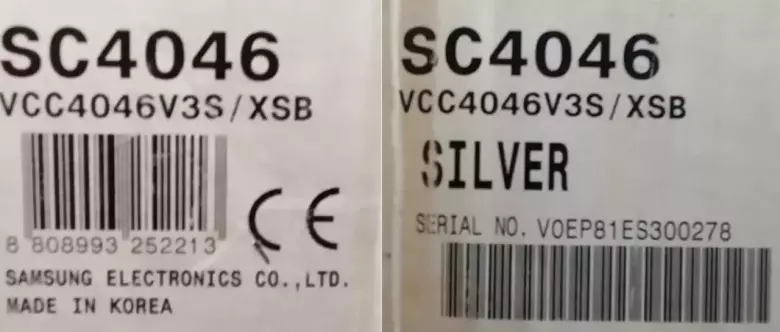 SC4046
VCC4046V3S/XSB
8 808993 252213
CE
SAMSUNG ELECTRONICS CO.,LTD.
MADE IN KOREA
SC4046
VCC4046V3S/XSB
SILVER
SERIAL NO. V0EP81ES300278